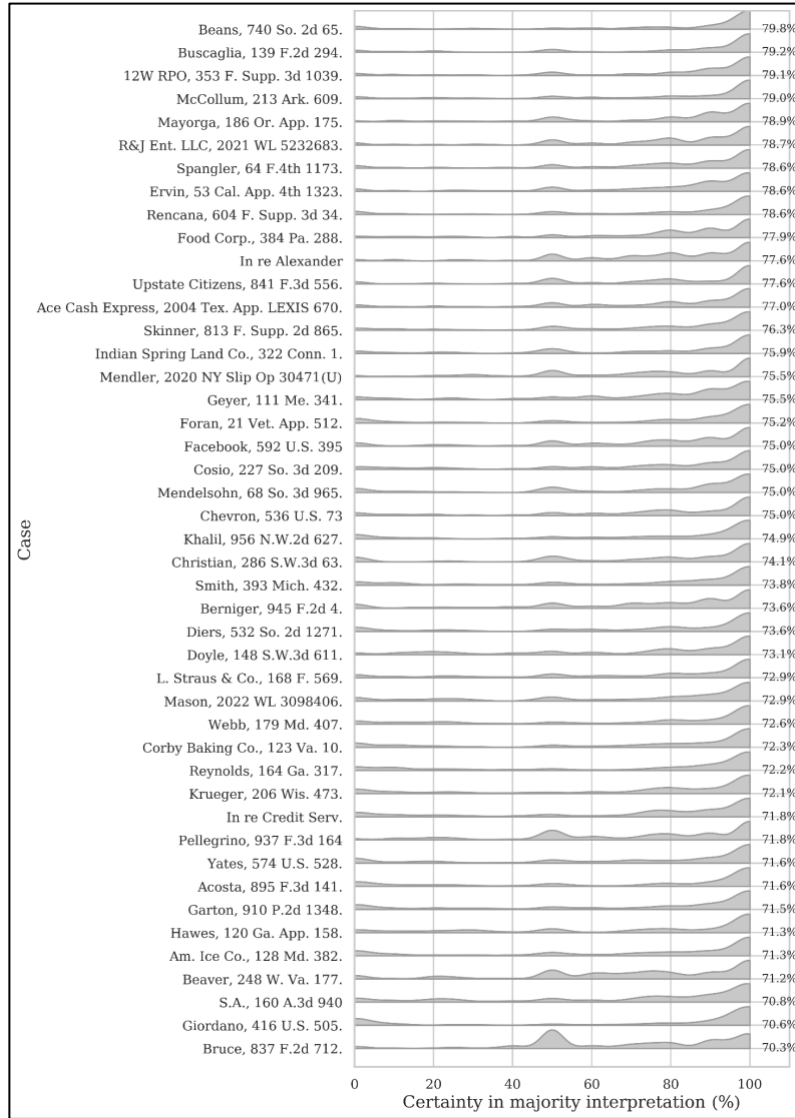 Beans, 740 So. 2d 65. 79.8%
Buscaglia, 139 F.2d 294. 79.2%
12W RPO, 353 F. Supp. 3d 1039. 79.1%
McCollum, 213 Ark. 609. 79.0%
Mayorga, 186 Or. App. 175. 78.9%
R&J Ent. LLC, 2021 WL 5232683. 78.7%
Spangler, 64 F.4th 1173. 78.6%
Ervin, 53 Cal. App. 4th 1323. 78.6%
Rencana, 604 F. Supp. 3d 34. 78.6%
Food Corp., 384 Pa. 288. 77.9%
In re Alexander 77.6%
Upstate Citizens, 841 F.3d 556. 77.6%
Ace Cash Express, 2004 Tex. App. LEXIS 670. 77.0%
Skinner, 813 F. Supp. 2d 865. 76.3%
Indian Spring Land Co., 322 Conn. 1. 75.9%
Mendler, 2020 NY Slip Op 30471(U) 75.5%
Geyer, 111 Me. 341. 75.5%
Foran, 21 Vet. App. 512. 75.2%
Facebook, 592 U.S. 395 75.0%
Cosio, 227 So. 3d 209. 75.0%
Mendelsohn, 68 So. 3d 965. 75.0%
Chevron, 536 U.S. 73 75.0%
Khalil, 956 N.W.2d 627. 74.9%
Christian, 286 S.W.3d 63. 74.1%
Smith, 393 Mich. 432. 73.8%
Berniger, 945 F.2d 4. 73.6%
Diers, 532 So. 2d 1271. 73.6%
Doyle, 148 S.W.3d 611. 73.1%
L. Straus & Co., 168 F. 569. 72.9%
Mason, 2022 WL 3098406. 72.9%
Webb, 179 Md. 407. 72.6%
Corby Baking Co., 123 Va. 10. 72.3%
Reynolds, 164 Ga. 317. 72.2%
Krueger, 206 Wis. 473. 72.1%
In re Credit Serv. 71.8%
Pellegrino, 937 F.3d 164 71.8%
Yates, 574 U.S. 528. 71.6%
Acosta, 895 F.3d 141. 71.6%
Garton, 910 P.2d 1348. 71.5%
Hawes, 120 Ga. App. 158. 71.3%
Am. Ice Co., 128 Md. 382. 71.3%
Beaver, 248 W. Va. 177. 71.2%
S.A., 160 A.3d 940 70.8%
Giordano, 416 U.S. 505. 70.6%
Bruce, 837 F.2d 712. 70.3%
Case
0 20 40 60 80 100
Certainty in majority interpretation (%)